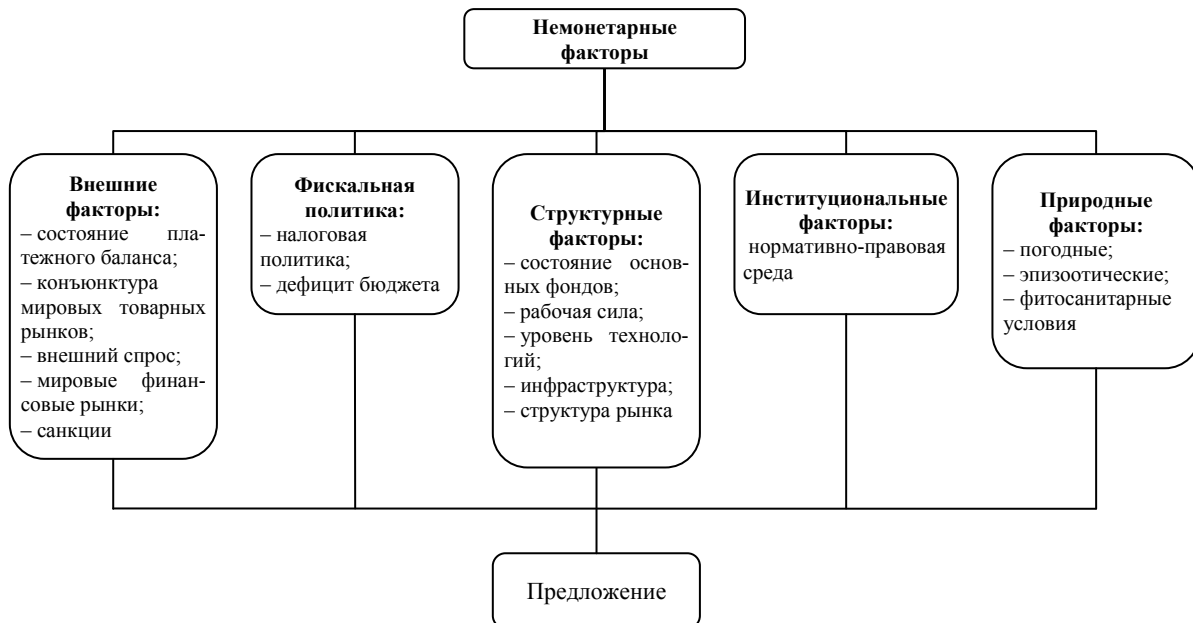 Немонетарные
факторы
Внешние
факторы:
– состояние пла-
тежного баланса;
– конъюнктура
мировых товарных
рынков;
– внешний спрос;
– мировые финан-
совые рынки;
– санкции
Фискальная
политика:
– налоговая
политика;
– дефицит бюджета
Структурные
факторы:
– состояние основ-
ных фондов;
– рабочая сила;
– уровень техноло-
гий;
– инфраструктура;
– структура рынка
Институциональные
факторы:
нормативно-правовая
среда
Природные
факторы:
– погодные;
– эпизоотические;
– фитосанитарные
условия
Предложение